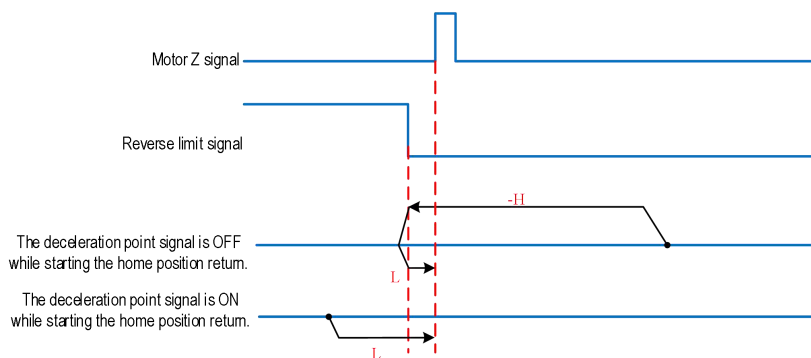 Motor Z signal
Reverse limit signal
-H
The deceleration point signal is OFF
while starting the home position return.
L
The deceleration point signal is ON
while starting the home position return.
L